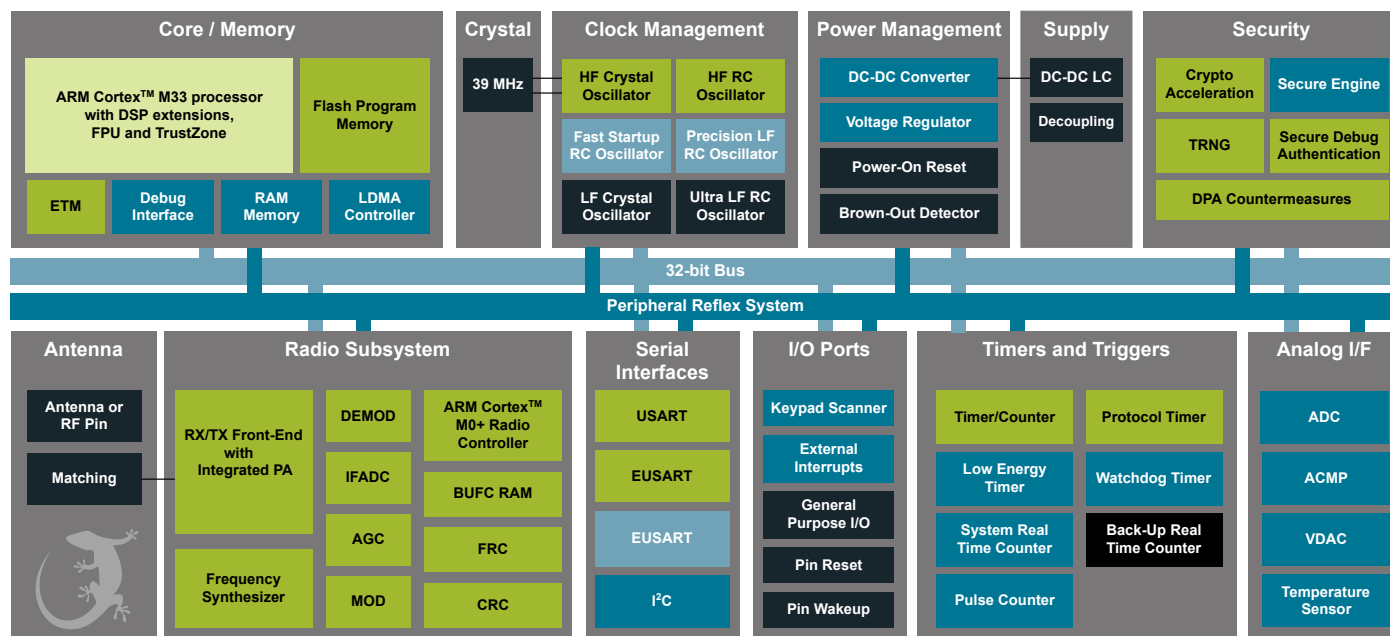 Core / Memory
ARM Cortex™ M33 processor
with DSP extensions,
FPU and TrustZone
Flash Program
Memory
ETM
Debug
Interface
RAM
Memory
LDMA
Controller
Crystal
39 MHz
Clock Management
HF Crystal
Oscillator
HF RC
Oscillator
Fast Startup
RC Oscillator
Precision LF
RC Oscillator
LF Crystal
Oscillator
Ultra LF RC
Oscillator
Power Management
DC-DC Converter
Voltage Regulator
Power-On Reset
Brown-Out Detector
Supply
DC-DC LC
Decoupling
Security
Crypto
Acceleration
Secure Engine
TRNG
Secure Debug
Authentication
DPA Countermeasures
32-bit Bus
Peripheral Reflex System
Antenna
Antenna or
RF Pin
Matching
Radio Subsystem
RX/TX Front-End
with
Integrated PA
Frequency
Synthesizer
DEMOD
IFADC
AGC
MOD
ARM Cortex™
M0+ Radio
Controller
BUFC RAM
FRC
CRC
Serial
Interfaces
USART
EUSART
EUSART
I²C
I/O Ports
Keypad Scanner
External
Interrupts
General
Purpose I/O
Pin Reset
Pin Wakeup
Timers and Triggers
Timer/Counter
Protocol Timer
Low Energy
Timer
Watchdog Timer
System Real
Time Counter
Back-Up Real
Time Counter
Pulse Counter
Analog I/F
ADC
ACMP
VDAC
Temperature
Sensor